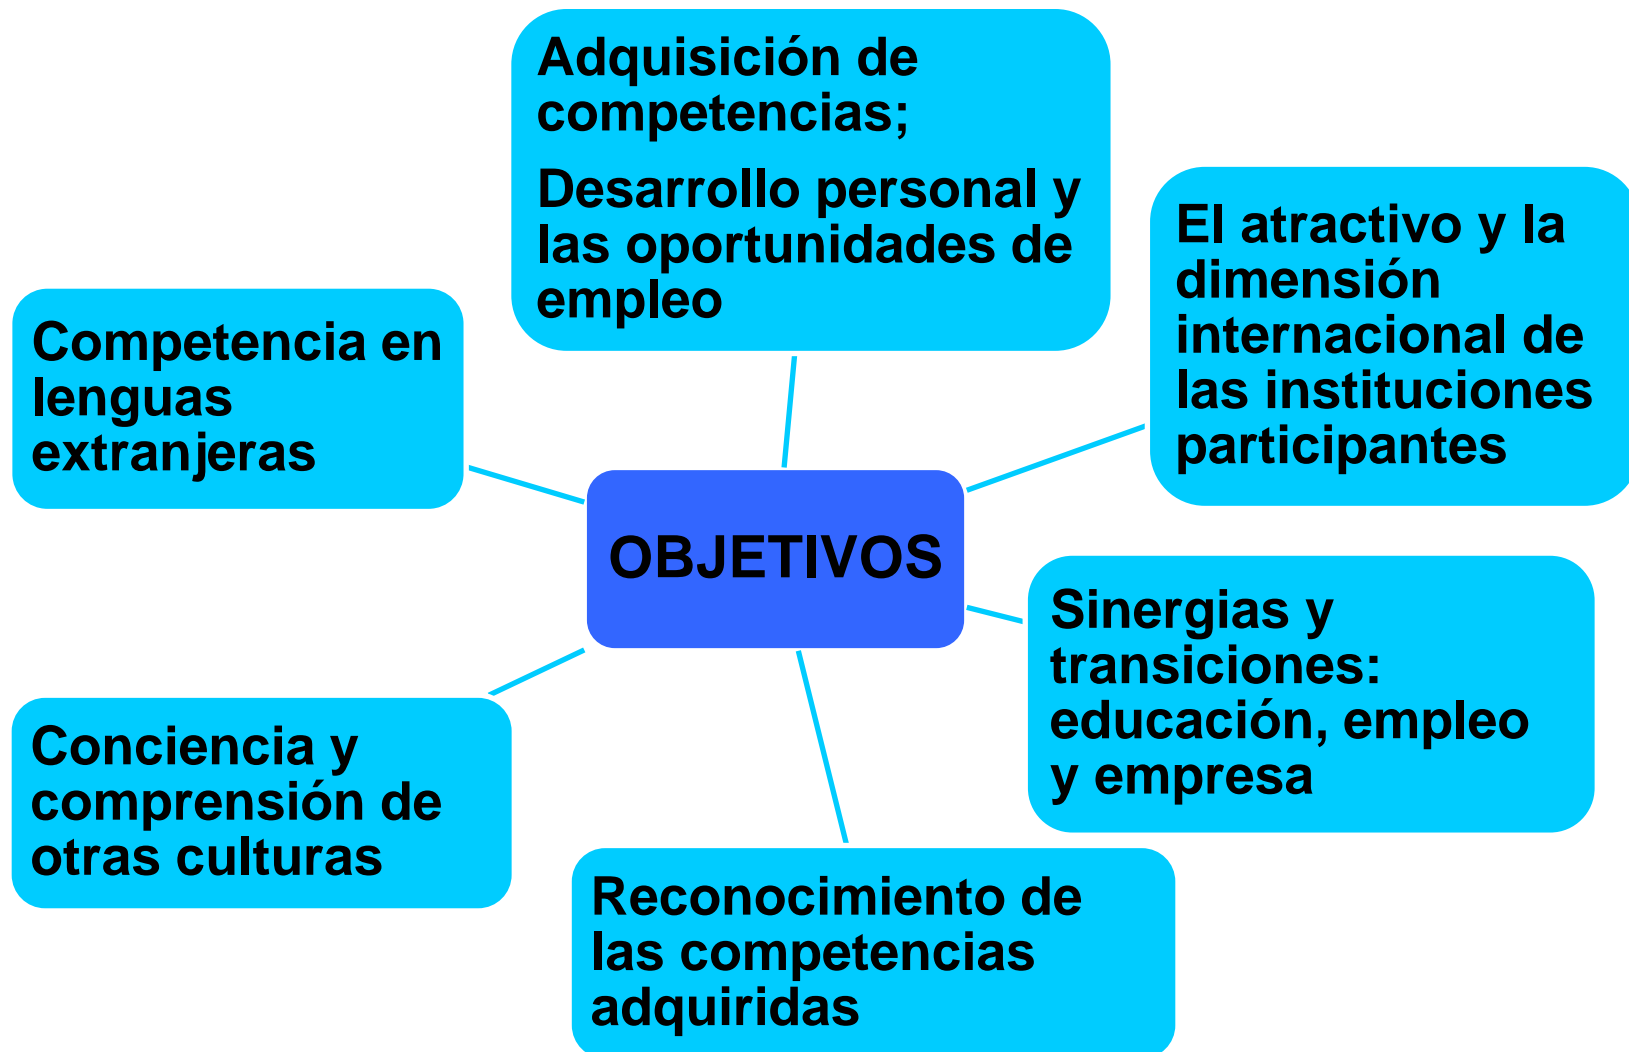 Adquisición de
competencias;
Desarrollo personal y
las oportunidades de
empleo
El atractivo y la
dimensión
internacional de
las instituciones
participantes
Competencia en
lenguas
extranjeras
OBJETIVOS
Sinergias y
transiciones:
educación, empleo
y empresa
Conciencia y
comprensión de
otras culturas
Reconocimiento de
las competencias
adquiridas